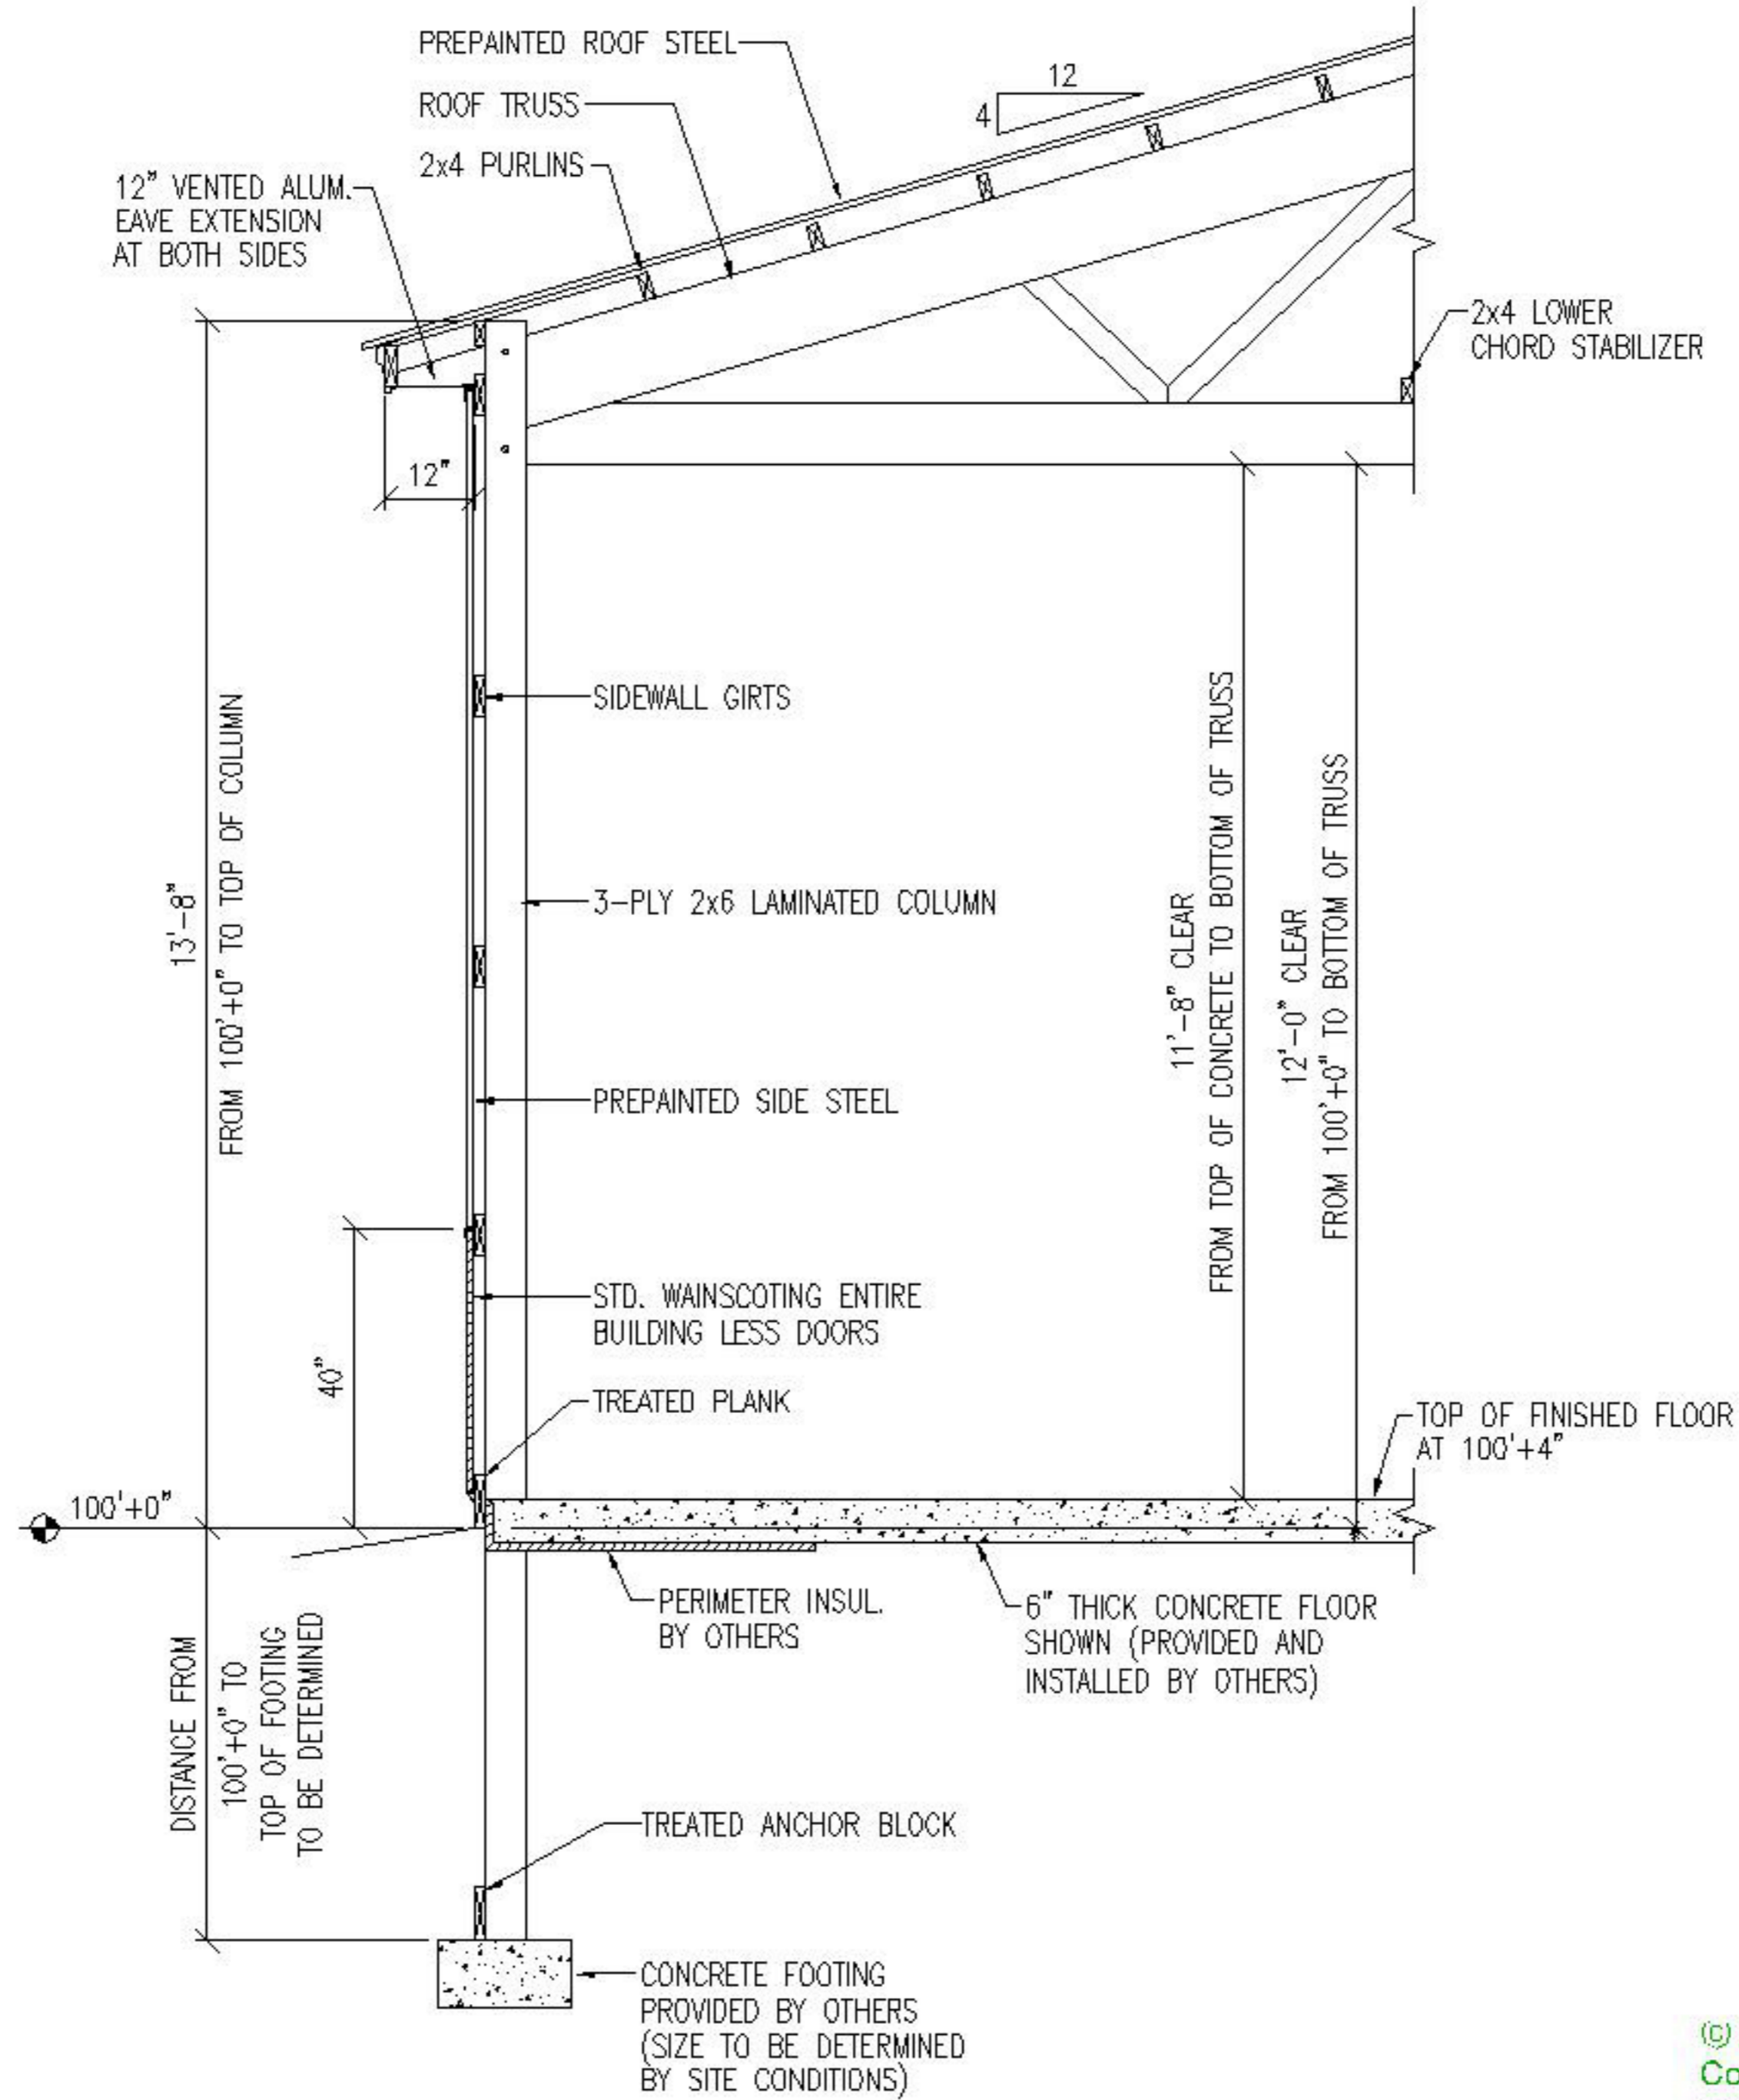 PREPAINTED ROOF STEEL
ROOF TRUSS
2x4 PURLINS
12
4
12" VENTED ALUM.
EAVE EXTENSION
AT BOTH SIDES
2x4 LOWER
CHORD STABILIZER
12"
SIDEWALL GIRTS
13'-8"
FROM 100'+0" TO TOP OF COLUMN
3-PLY 2x6 LAMINATED COLUMN
11'-8" CLEAR
FROM TOP OF CONCRETE TO BOTTOM OF TRUSS
12'-0" CLEAR
FROM 100'+0" TO BOTTOM OF TRUSS
PREPAINTED SIDE STEEL
40"
STD. WAINSCOTING ENTIRE
BUILDING LESS DOORS
TREATED PLANK
TOP OF FINISHED FLOOR
AT 100'+4"
100'+0"
PERIMETER INSUL.
BY OTHERS
6" THICK CONCRETE FLOOR
SHOWN (PROVIDED AND
INSTALLED BY OTHERS)
DISTANCE FROM
100'+0" TO
TOP OF FOOTING
TO BE DETERMINED
TREATED ANCHOR BLOCK
CONCRETE FOOTING
PROVIDED BY OTHERS
(SIZE TO BE DETERMINED
BY SITE CONDITIONS)
(c)
Co